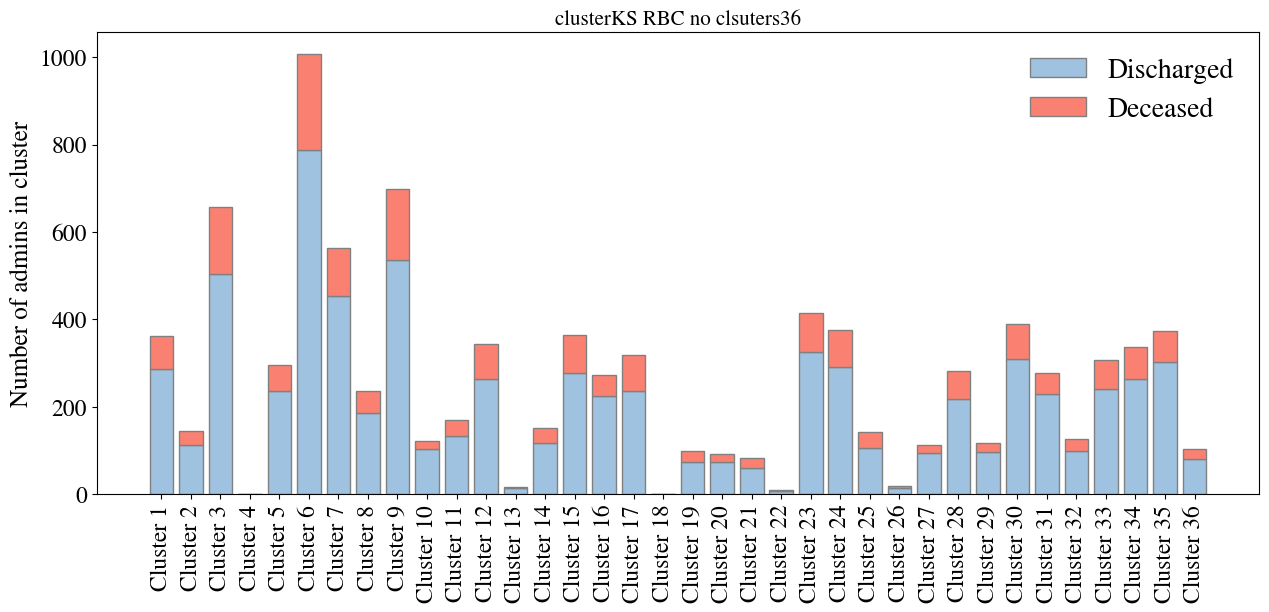 clusterKS RBC no clsuters36
Number of admins in cluster
1000
800
600
400
200
0
Discharged
Deceased
Cluster 1
Cluster 2
Cluster 3
Cluster 4
Cluster 5
Cluster 6
Cluster 7
Cluster 8
Cluster 9
Cluster 10
Cluster 11
Cluster 12
Cluster 13
Cluster 14
Cluster 15
Cluster 16
Cluster 17
Cluster 18
Cluster 19
Cluster 20
Cluster 21
Cluster 22
Cluster 23
Cluster 24
Cluster 25
Cluster 26
Cluster 27
Cluster 28
Cluster 29
Cluster 30
Cluster 31
Cluster 32
Cluster 33
Cluster 34
Cluster 35
Cluster 36